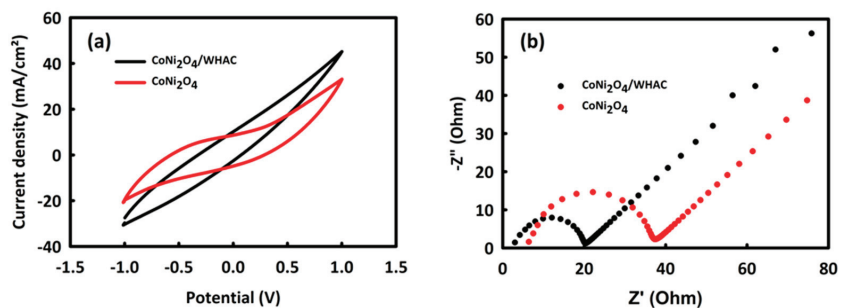 (a)
CoNi₂O₄/WHAC
CoNi₂O₄
Current density (mA/cm²)
60
40
20
0
-20
-40
-1.5 -1.0 -0.5 0.0 0.5 1.0 1.5
Potential (V)
(b)
CoNi₂O₄/WHAC
CoNi₂O₄
-Z" (Ohm)
60
50
40
30
20
10
0
0 20 40 60 80
Z' (Ohm)